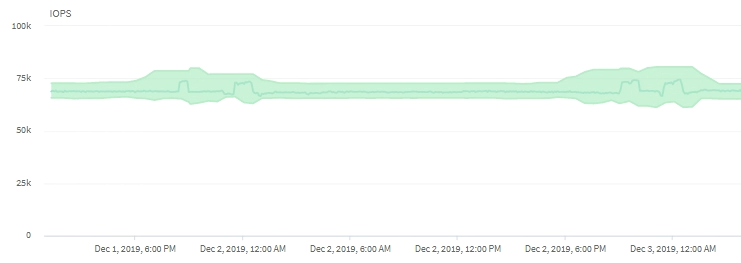 IOPS
100k
75k
50k
25k
0
Dec 1, 2019, 6:00 PM Dec 2, 2019, 12:00 AM Dec 2, 2019, 6:00 AM Dec 2, 2019, 12:00 PM Dec 2, 2019, 6:00 PM Dec 3, 2019, 12:00 AM